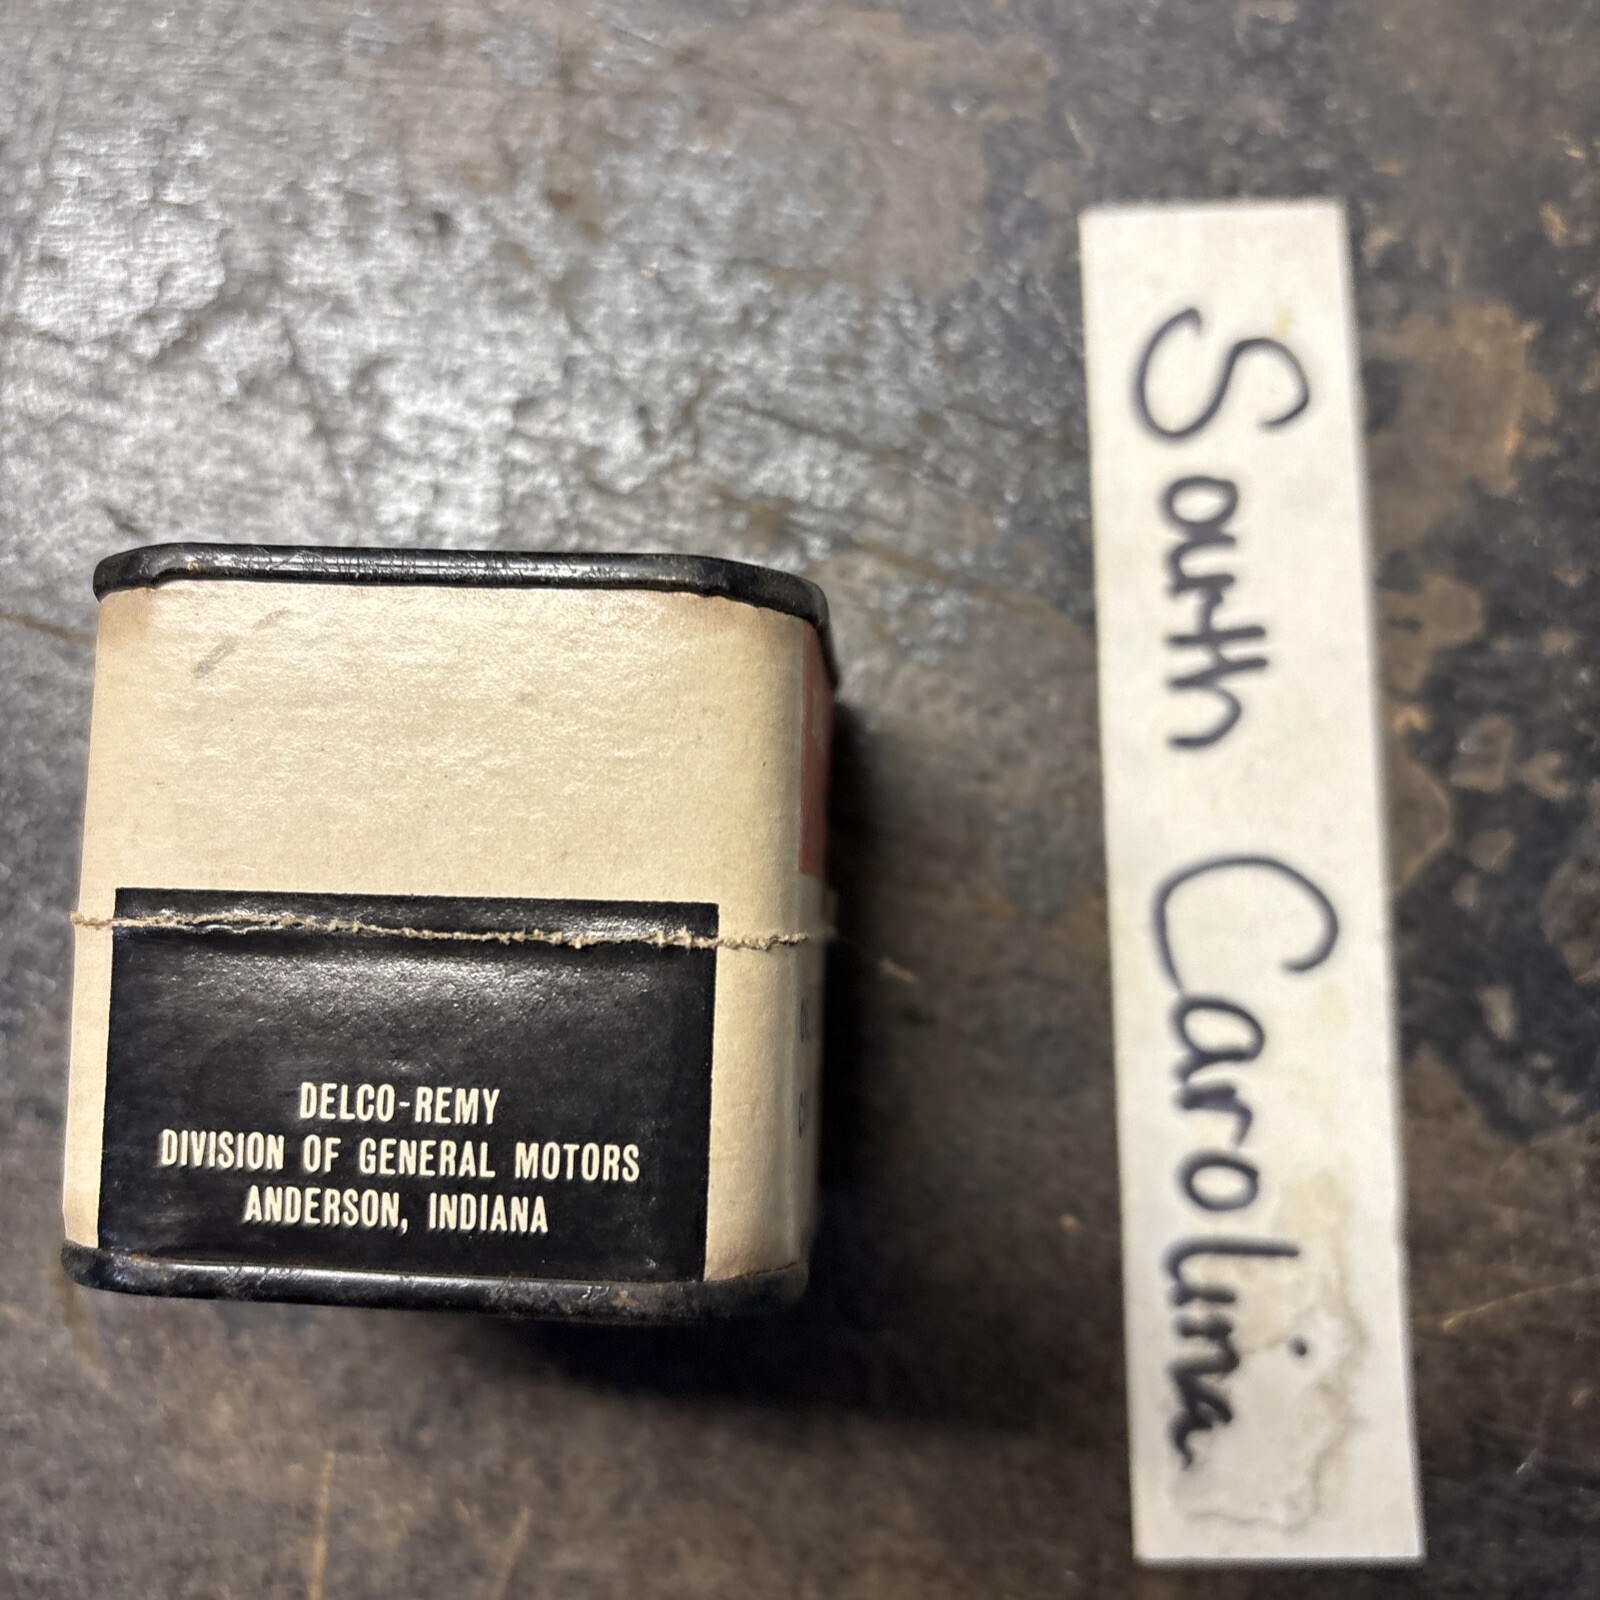 DELCO-REMY
DIVISION OF GENERAL MOTORS
ANDERSON, INDIANA
South Carolina